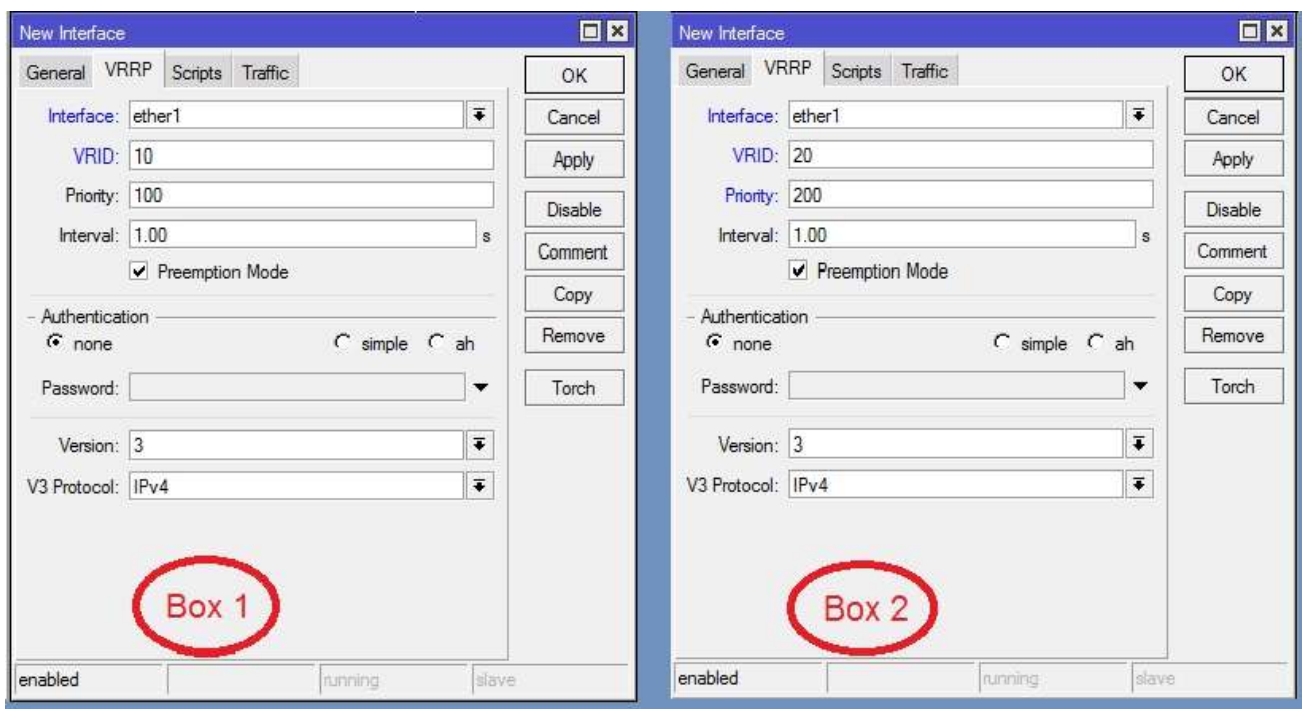 New Interface
General VRRP Scripts Traffic
Interface: ether1
VRID: 10
Priority: 100
Interval: 1.00 s
Preemption Mode
Authentication
none simple ah
Password:
Version: 3
V3 Protocol: IPv4
OK
Cancel
Apply
Disable
Comment
Copy
Remove
Torch
Box 1
enabled running slave
New Interface
General VRRP Scripts Traffic
Interface: ether1
VRID: 20
Priority: 200
Interval: 1.00 s
Preemption Mode
Authentication
none simple ah
Password:
Version: 3
V3 Protocol: IPv4
OK
Cancel
Apply
Disable
Comment
Copy
Remove
Torch
Box 2
enabled running slave